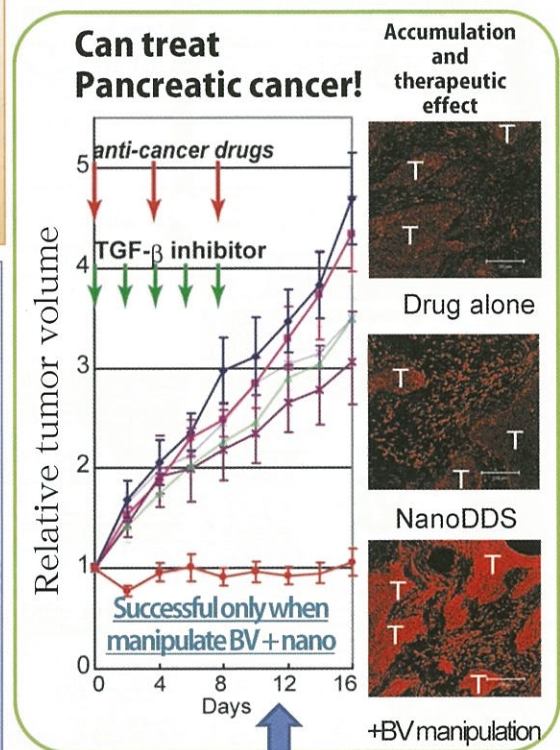 Can treat
Pancreatic cancer!
Accumulation
and
therapeutic
effect
anti-cancer drugs
TGF-β inhibitor
Relative tumor volume
5
4
3
2
1
0
Successful only when
manipulate BV + nano
0 4 8 12 16
Days
T
T
T
Drug alone
T
T
T
NanoDDS
T
T
T
T
+BV manipulation